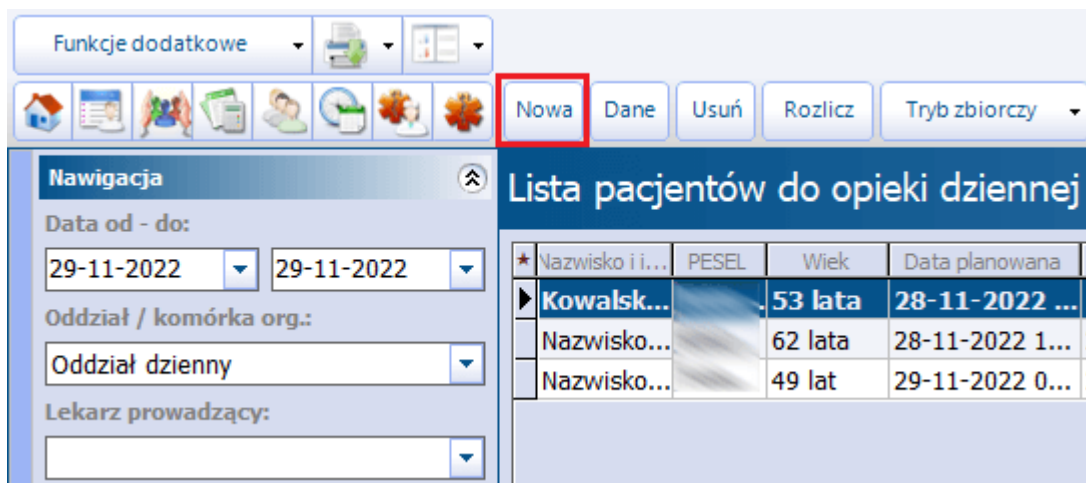 Funkcje dodatkowe
Nowa Dane Usuń Rozlicz Tryb zbiorczy
Nawigacja
Data od - do:
29-11-2022 29-11-2022
Oddział / komórka org.:
Oddział dzienny
Lekarz prowadzący:
Lista pacjentów do opieki dziennej
Nazwisko i i... PESEL Wiek Data planowana
Kowalsk... 53 lata 28-11-2022 ...
Nazwisko... 62 lata 28-11-2022 1...
Nazwisko... 49 lat 29-11-2022 0...